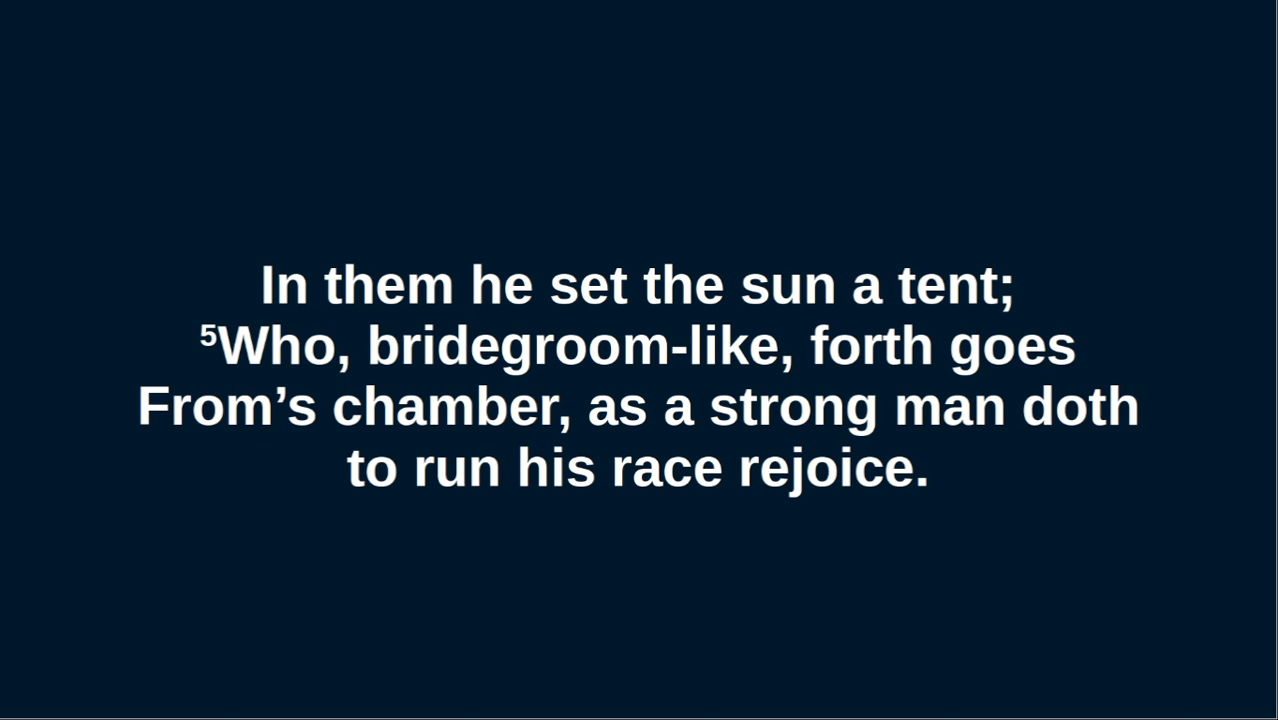 In them he set the sun a tent;
⁵Who, bridegroom-like, forth goes
From’s chamber, as a strong man doth
to run his race rejoice.